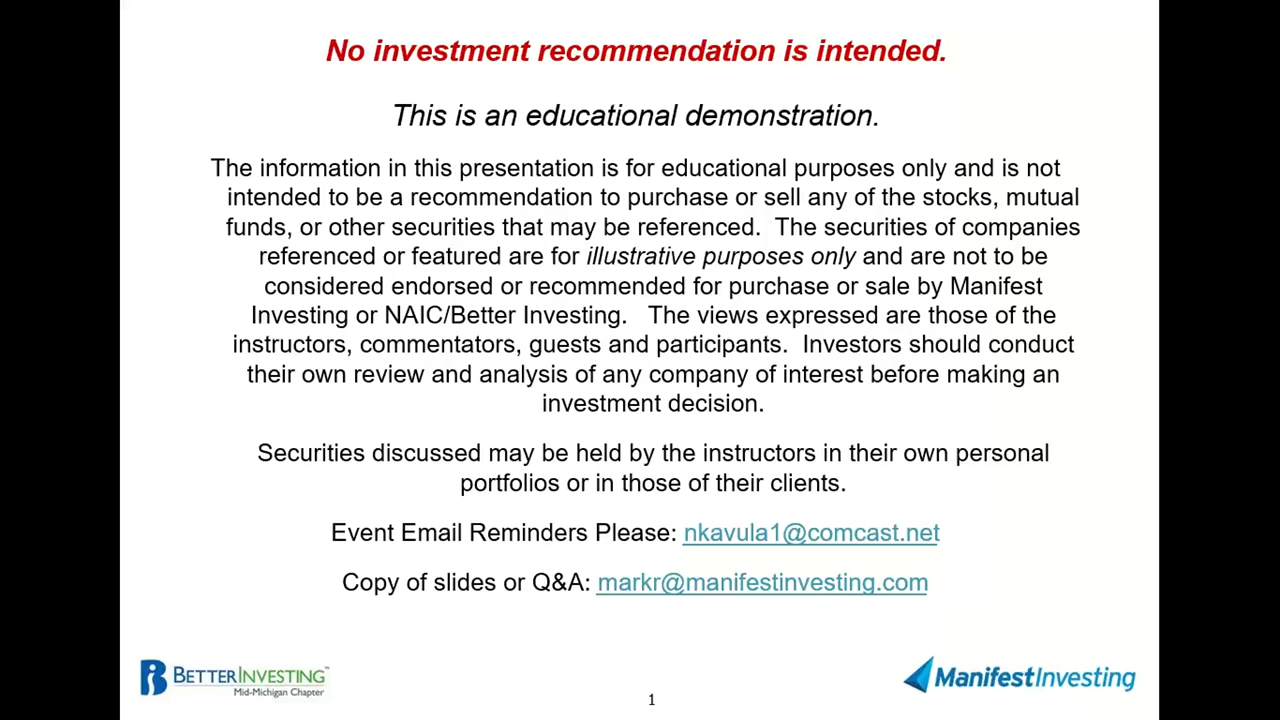 No investment recommendation is intended.
This is an educational demonstration.
The information in this presentation is for educational purposes only and is not
intended to be a recommendation to purchase or sell any of the stocks, mutual
funds, or other securities that may be referenced.  The securities of companies
referenced or featured are for illustrative purposes only and are not to be
considered endorsed or recommended for purchase or sale by Manifest
Investing or NAIC/Better Investing.   The views expressed are those of the
instructors, commentators, guests and participants.  Investors should conduct
their own review and analysis of any company of interest before making an
investment decision.
Securities discussed may be held by the instructors in their own personal
portfolios or in those of their clients.
Event Email Reminders Please: nkavula1@comcast.net
Copy of slides or Q&A: markr@manifestinvesting.com
BETTERINVESTING™
Mid-Michigan Chapter
1
ManifestInvesting